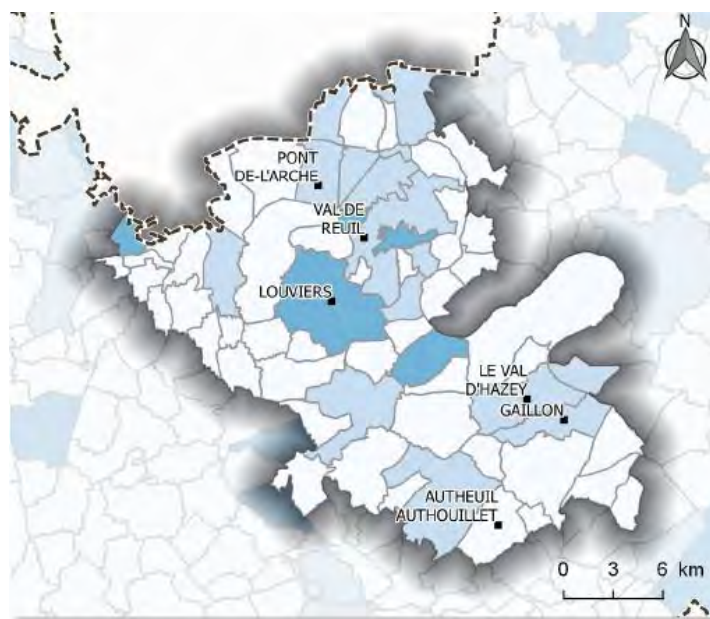 N
PONT
DE-L'ARCHE
VAL DE
REUIL
LOUVIERS
LE VAL
D'HAZEY
GAILLON
AUTHEUIL
AUTHOUILLET
0 3 6 km